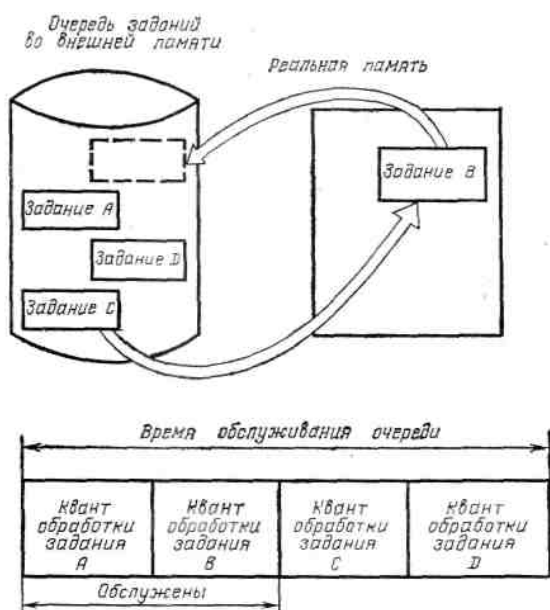 Очередь заданий
во внешней памяти
Реальная память
Задание В
Задание А
Задание D
Задание С
Время обслуживания очереди
Квант обработки задания А
Квант обработки задания В
Квант обработки задания С
Квант обработки задания D
Обслужены